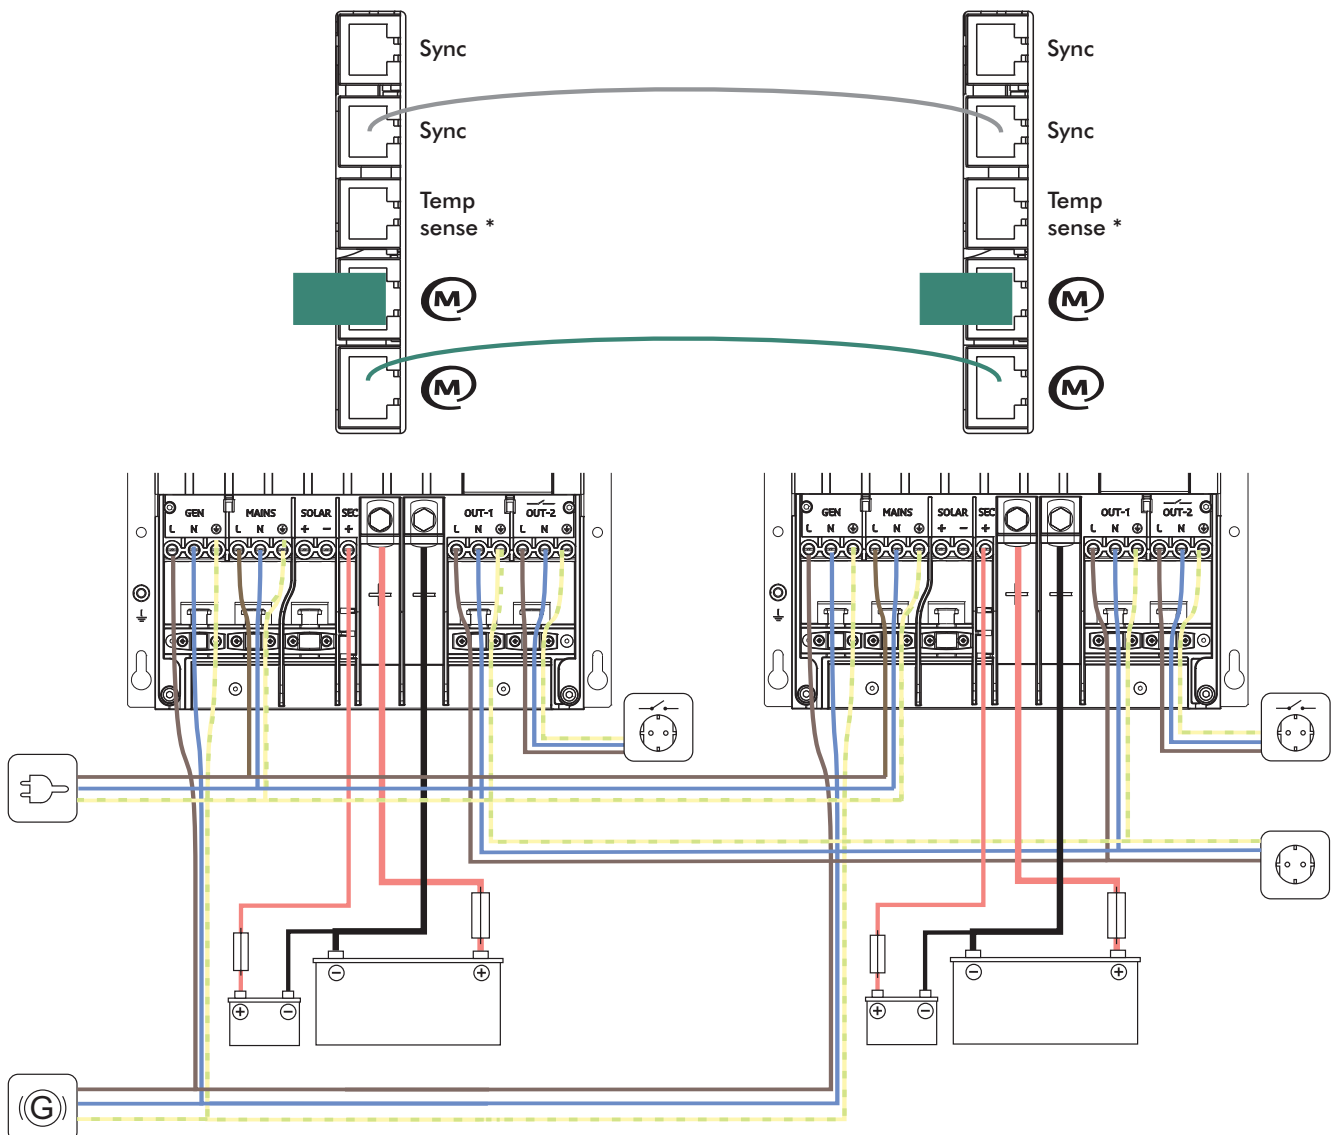 Sync
Sync
Sync
Sync
Temp
sense *
Temp
sense *
M
M
M
M
GEN MAINS SOLAR SEC OUT-1 OUT-2
L N L N + − + L N L N
GEN MAINS SOLAR SEC OUT-1 OUT-2
L N L N + − + L N L N
+ −
+ −
− +
− +
+ −
+ −
G